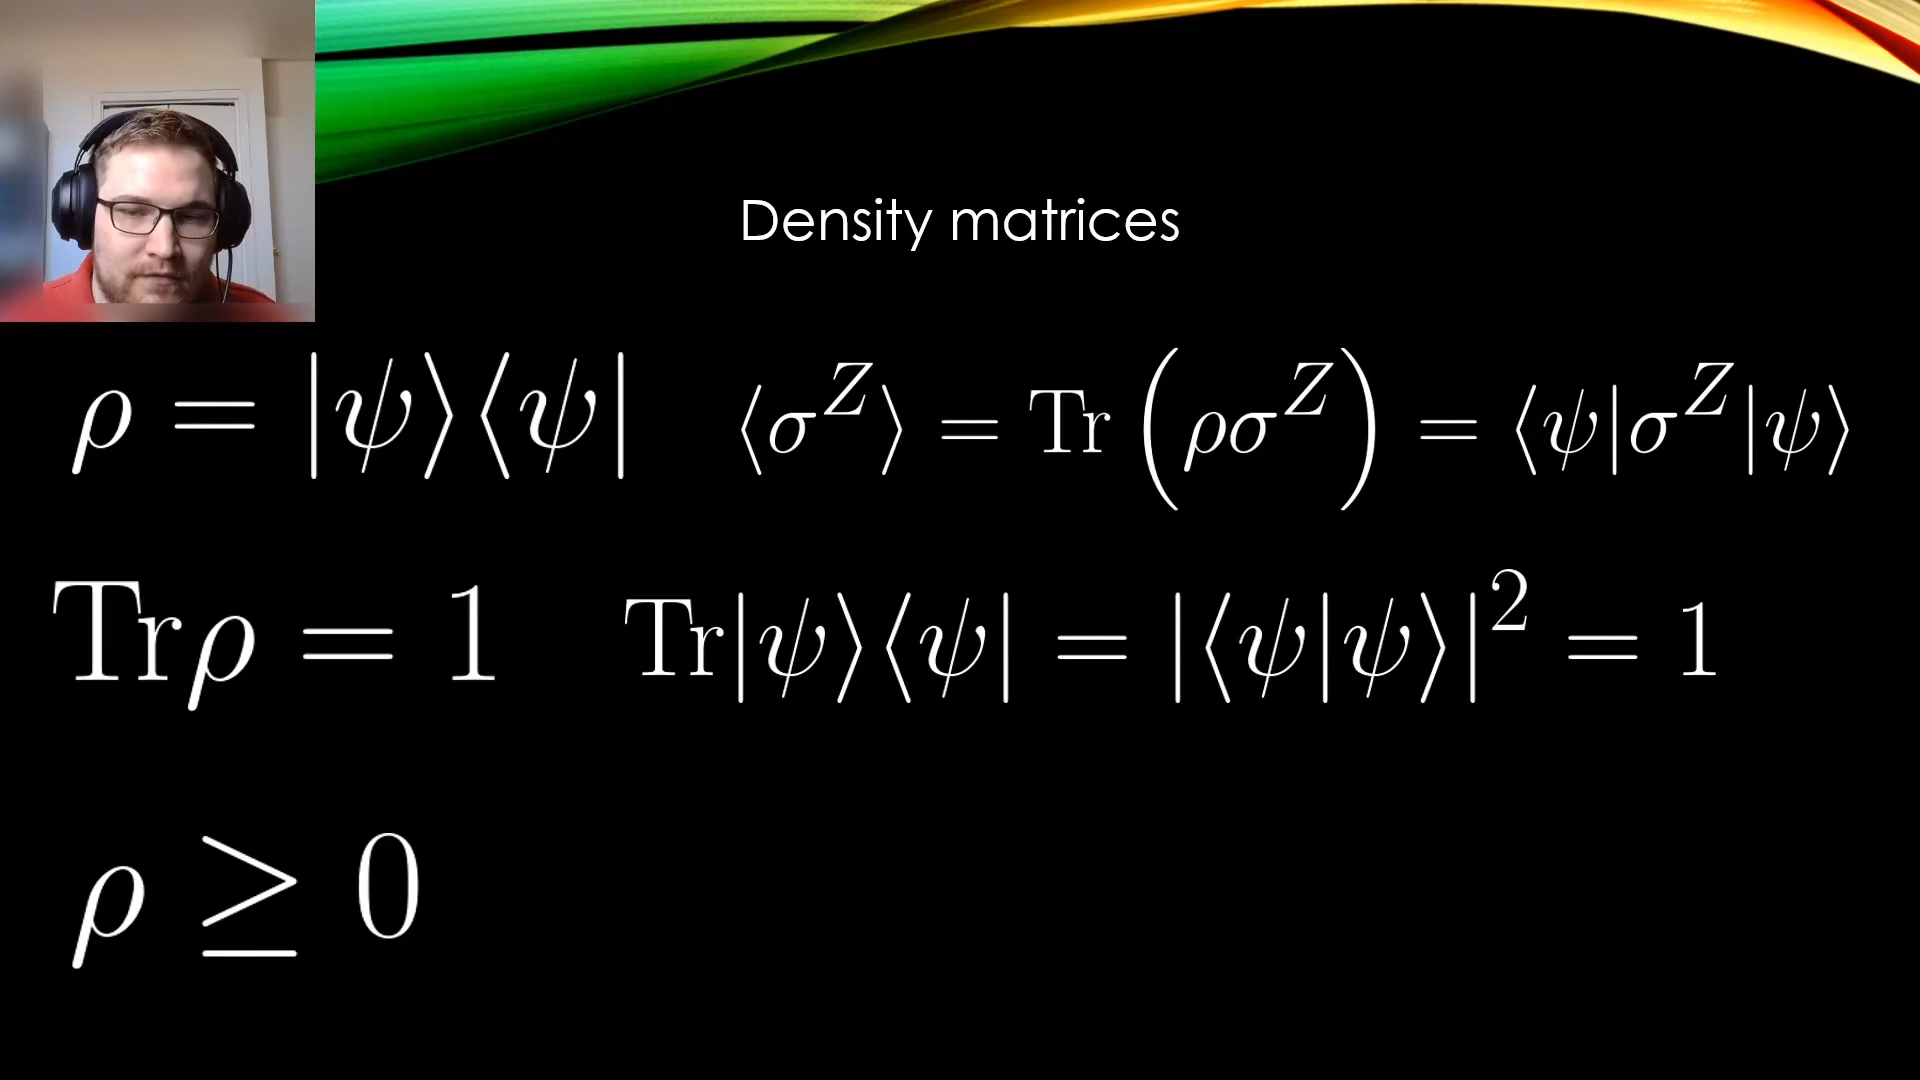 Density matrices
ρ = |ψ⟩⟨ψ| ⟨σ^Z⟩ = Tr(ρσ^Z) = ⟨ψ|σ^Z|ψ⟩
Trρ = 1 Tr|ψ⟩⟨ψ| = |⟨ψ|ψ⟩|² = 1
ρ ≥ 0